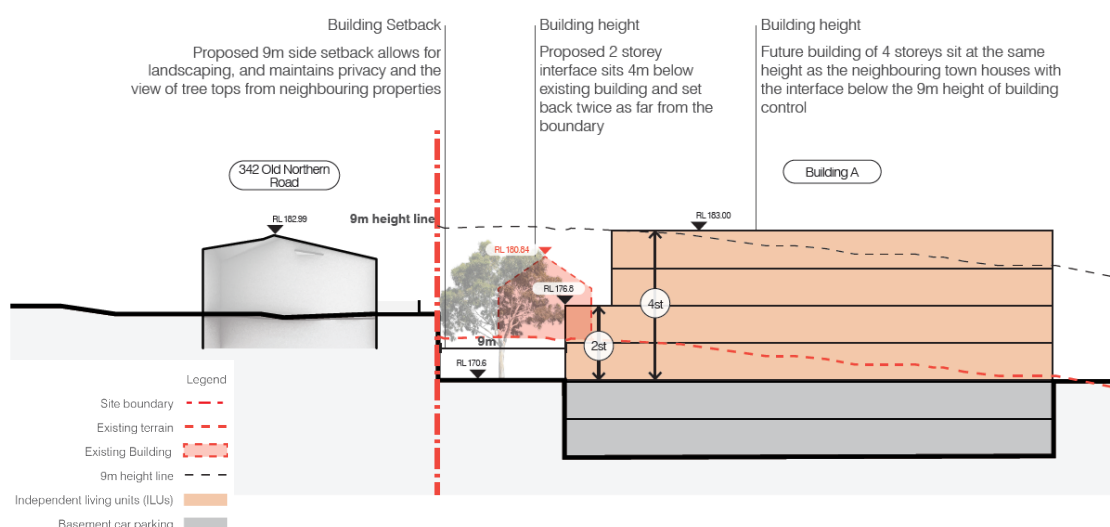 Building Setback
Proposed 9m side setback allows for
landscaping, and maintains privacy and the
view of tree tops from neighbouring properties
Building height
Proposed 2 storey
interface sits 4m below
existing building and set
back twice as far from the
boundary
Building height
Future building of 4 storeys sit at the same
height as the neighbouring town houses with
the interface below the 9m height of building
control
342 Old Northern
Road
Building A
RL 182.99
9m height line
RL 183.00
RL 180.84
RL 176.8
4st
2st
9m
RL 170.6
Legend
Site boundary
Existing terrain
Existing Building
9m height line
Independent living units (ILUs)
Basement car parking